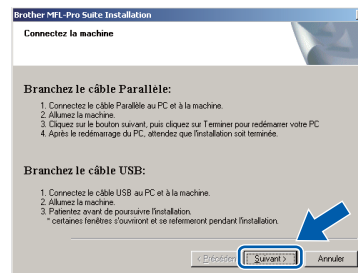 Brother MFL-Pro Suite Installation
Connectez la machine
Branchez le câble Parallèle:
1. Connectez le câble Parallèle au PC et à la machine.
2. Allumez la machine.
3. Cliquez sur le bouton suivant, puis cliquez sur Terminer pour redémarrer votre PC
4. Après le redémarrage du PC, attendez que l'installation soit terminée.
Branchez le câble USB:
1. Connectez le câble USB au PC et à la machine.
2. Allumez la machine.
3. Patientez avant de poursuivre l'installation.
* certaines fenêtres s'ouvriront et se refermeront pendant l'installation.
Suivant > Annuler